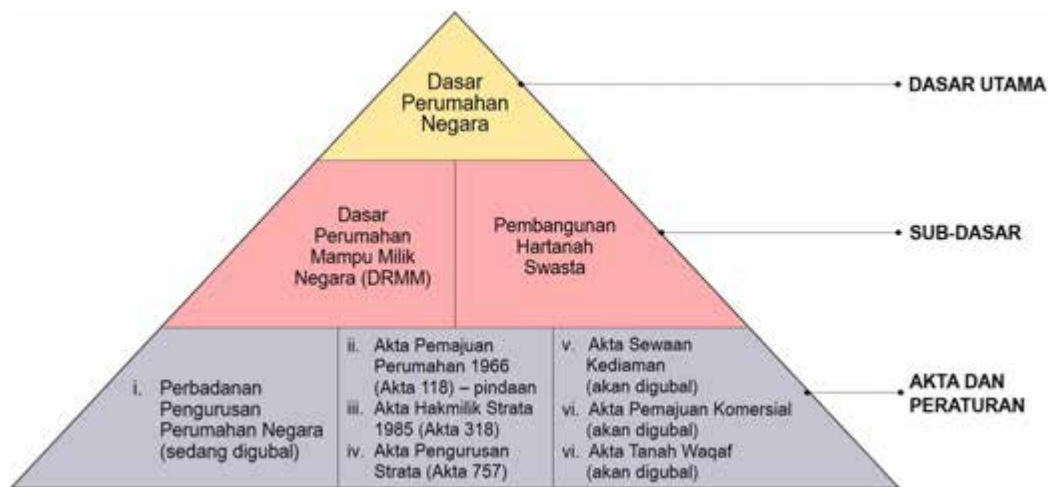 Dasar
Perumahan
Negara
DASAR UTAMA
Dasar
Perumahan
Mampu Milik
Negara (DRMM)
Pembangunan
Hartanah
Swasta
SUB-DASAR
i. Perbadanan
Pengurusan
Perumahan Negara
(sedang digubal)
ii. Akta Pemajuan
Perumahan 1966
(Akta 118) – pindaan
iii. Akta Hakmilik Strata
1985 (Akta 318)
iv. Akta Pengurusan
Strata (Akta 757)
v. Akta Sewaan
Kediaman
(akan digubal)
vi. Akta Pemajuan Komersial
(akan digubal)
vi. Akta Tanah Waqaf
(akan digubal)
AKTA DAN
PERATURAN